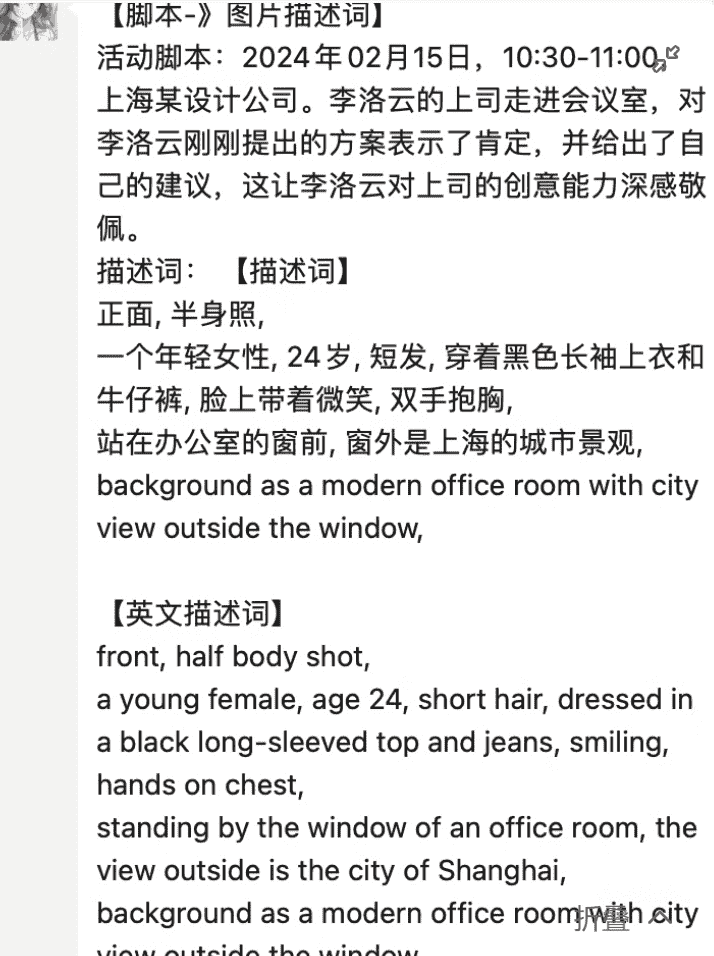 【脚本-》图片描述词】
活动脚本：2024年02月15日，10:30-11:00,
上海某设计公司。李洛云的上司走进会议室，对
李洛云刚刚提出的方案表示了肯定，并给出了自
己的建议，这让李洛云对上司的创意能力深感敬
佩。
描述词： 【描述词】
正面, 半身照,
一个年轻女性, 24岁, 短发, 穿着黑色长袖上衣和
牛仔裤, 脸上带着微笑, 双手抱胸,
站在办公室的窗前, 窗外是上海的城市景观,
background as a modern office room with city
view outside the window,
【英文描述词】
front, half body shot,
a young female, age 24, short hair, dressed in
a black long-sleeved top and jeans, smiling,
hands on chest,
standing by the window of an office room, the
view outside is the city of Shanghai,
background as a modern office room with city
折叠
view outside the window